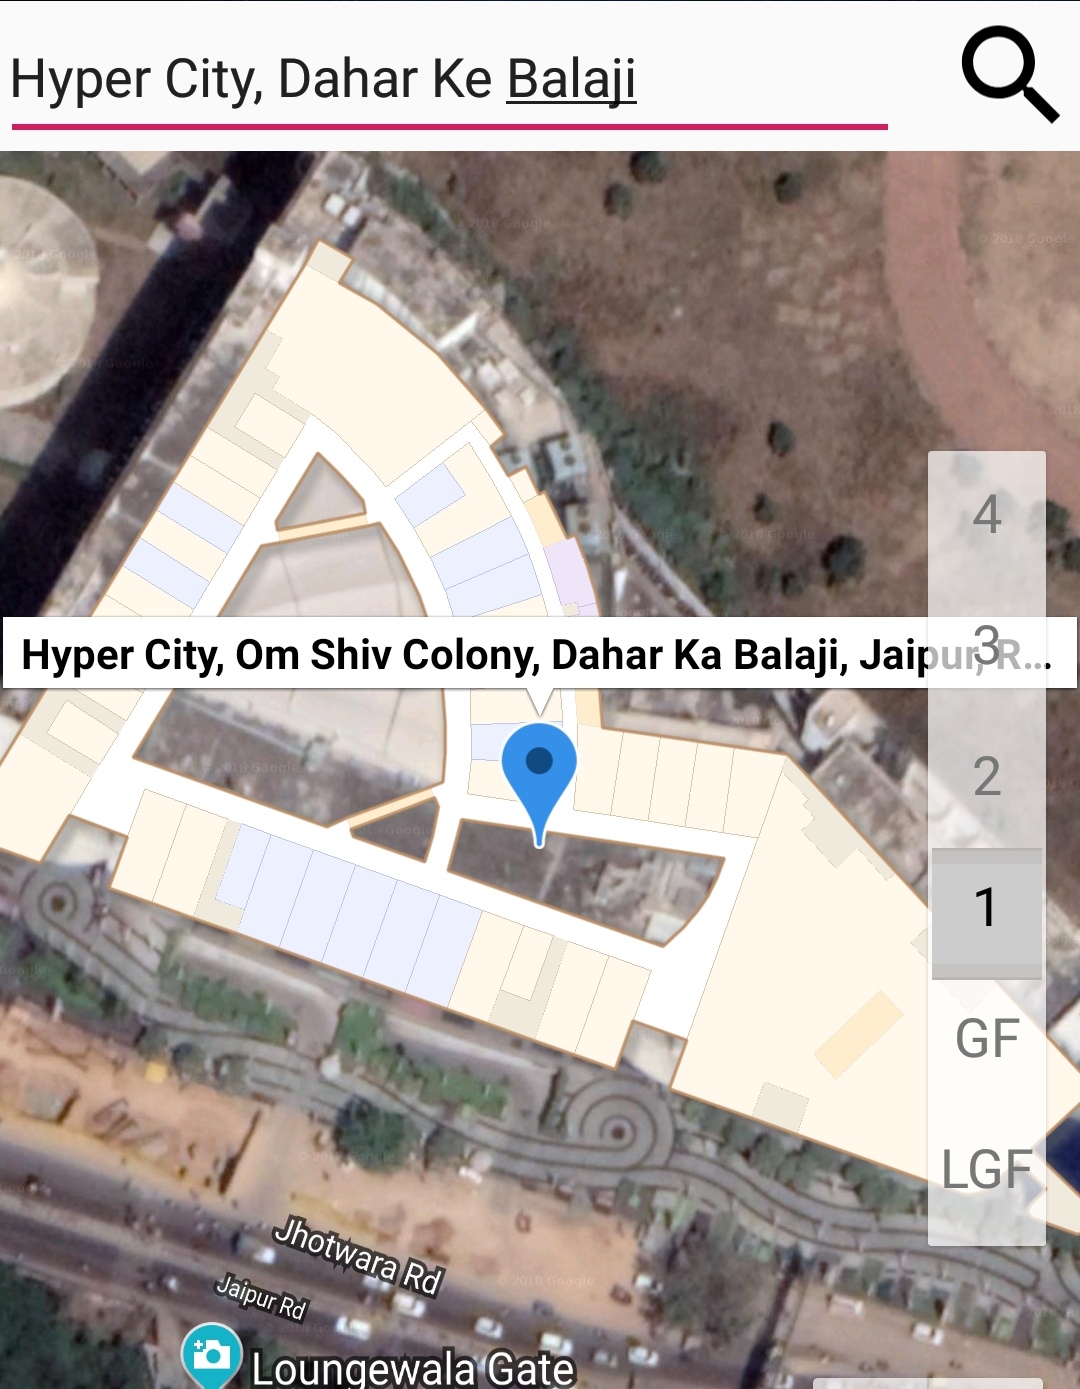 Hyper City, Dahar Ke Balaji
4
Hyper City, Om Shiv Colony, Dahar Ka Balaji, Jaipur, R...
3
2
1
GF
LGF
Jhotwara Rd
Jaipur Rd
Loungewala Gate